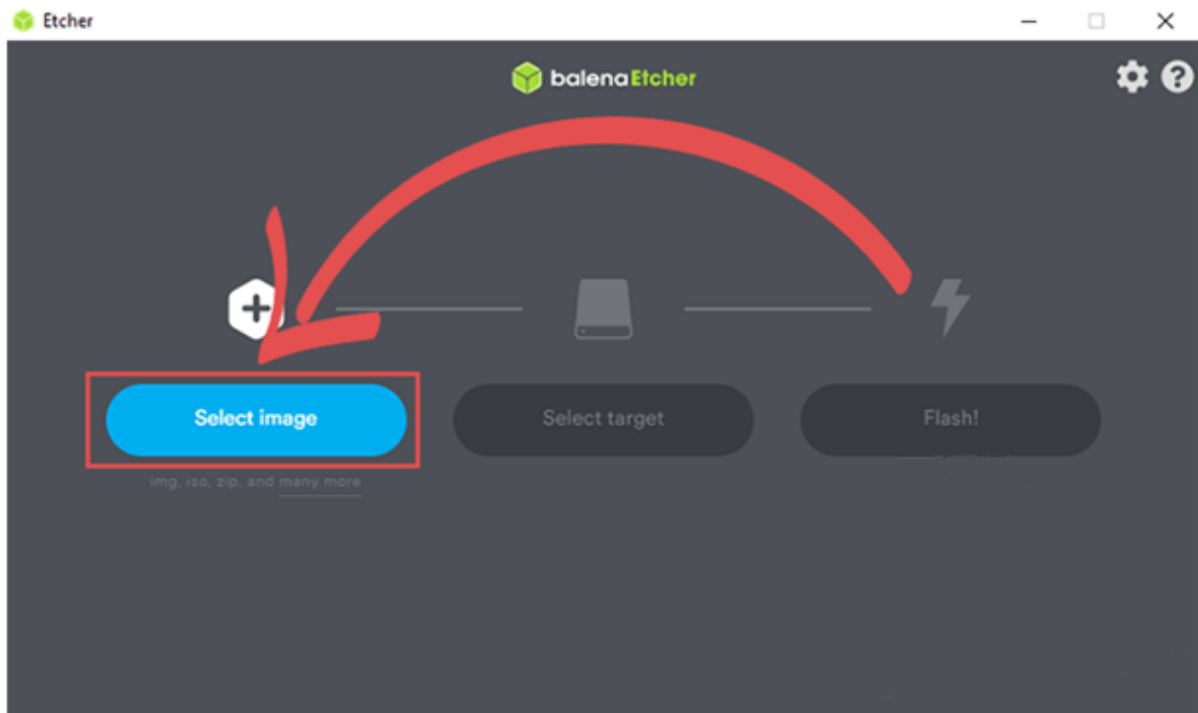 Etcher
balenaEtcher
Select image
Select target
Flash!
img, iso, zip, and many more